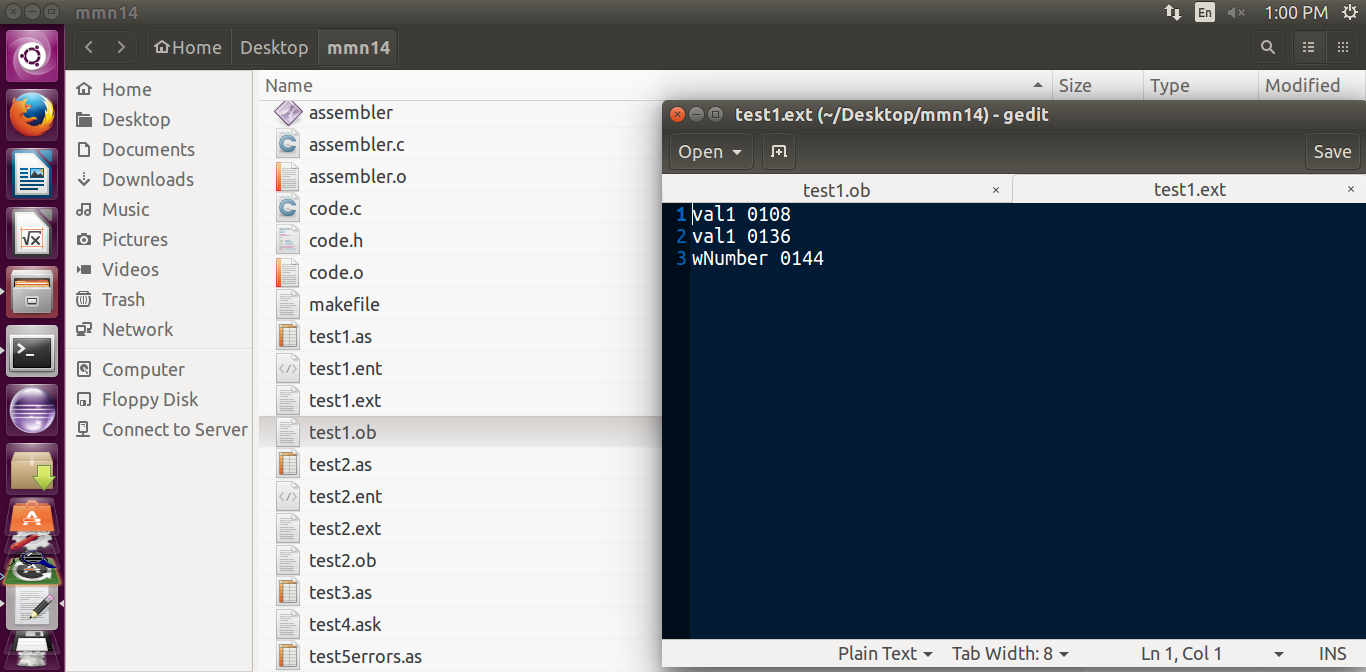 mmn14
En
1:00 PM
Home
Desktop
mmn14
Home
Desktop
Documents
Downloads
Music
Pictures
Videos
Trash
Network
Computer
Floppy Disk
Connect to Server
Name
Size
Type
Modified
assembler
assembler.c
assembler.o
code.c
code.h
code.o
makefile
test1.as
test1.ent
test1.ext
test1.ob
test2.as
test2.ent
test2.ext
test2.ob
test3.as
test4.ask
test5errors.as
test1.ext (~/Desktop/mmn14) - gedit
Open
Save
test1.ob ×
test1.ext ×
1 val1 0108
2 val1 0136
3 wNumber 0144
Plain Text
Tab Width: 8
Ln 1, Col 1
INS